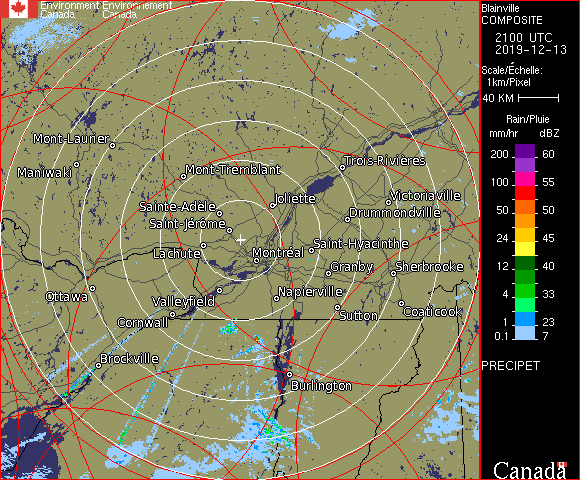 Environment Environnement
Canada Canada
Blainville
COMPOSITE
2100 UTC
2019-12-13
Scale/Échelle:
1km/Pixel
40 KM
Rain/Pluie
mm/hr dBZ
200 60
100 55
50 50
24 45
12 40
4 33
1 23
0.1 7
PRECIPET
Canada
Mont-Laurier
Maniwaki
Mont-Tremblant
Trois-Rivières
Joliette
Victoriaville
Sainte-Adèle
Drummondville
Saint-Jérôme
Saint-Hyacinthe
Lachute
Montréal
Granby
Sherbrooke
Ottawa
Valleyfield
Napierville
Coaticook
Cornwall
Sutton
Brockville
Burlington